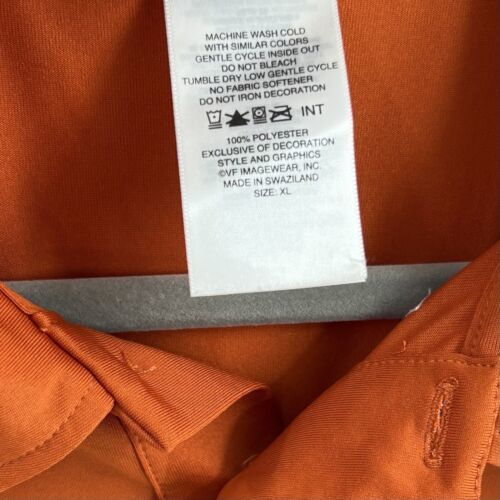 MACHINE WASH COLD
WITH SIMILAR COLORS
GENTLE CYCLE INSIDE OUT
DO NOT BLEACH
TUMBLE DRY LOW GENTLE CYCLE
NO FABRIC SOFTENER
DO NOT IRON DECORATION
INT
100% POLYESTER
EXCLUSIVE OF DECORATION
STYLE AND GRAPHICS
©VF IMAGEWEAR, INC.
MADE IN SWAZILAND
SIZE: XL